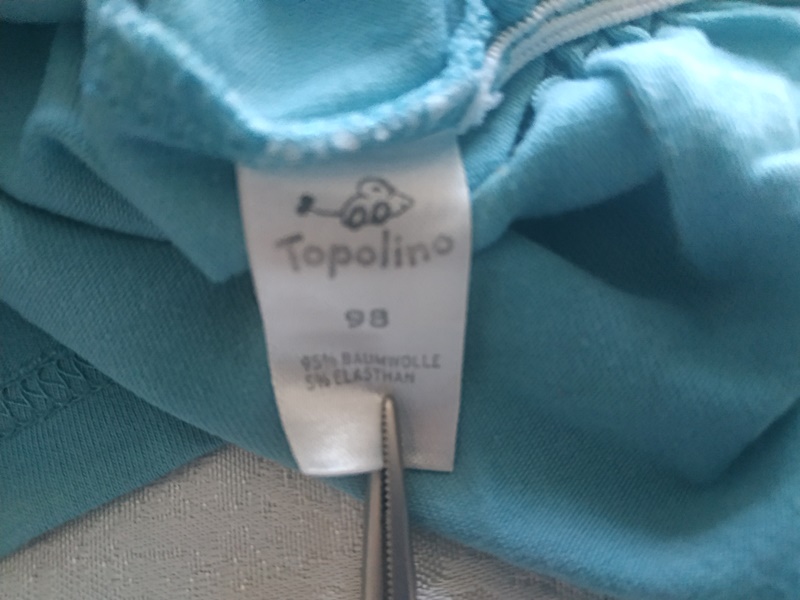 Topolino
98
95% BAUMWOLLE
5% ELASTHAN